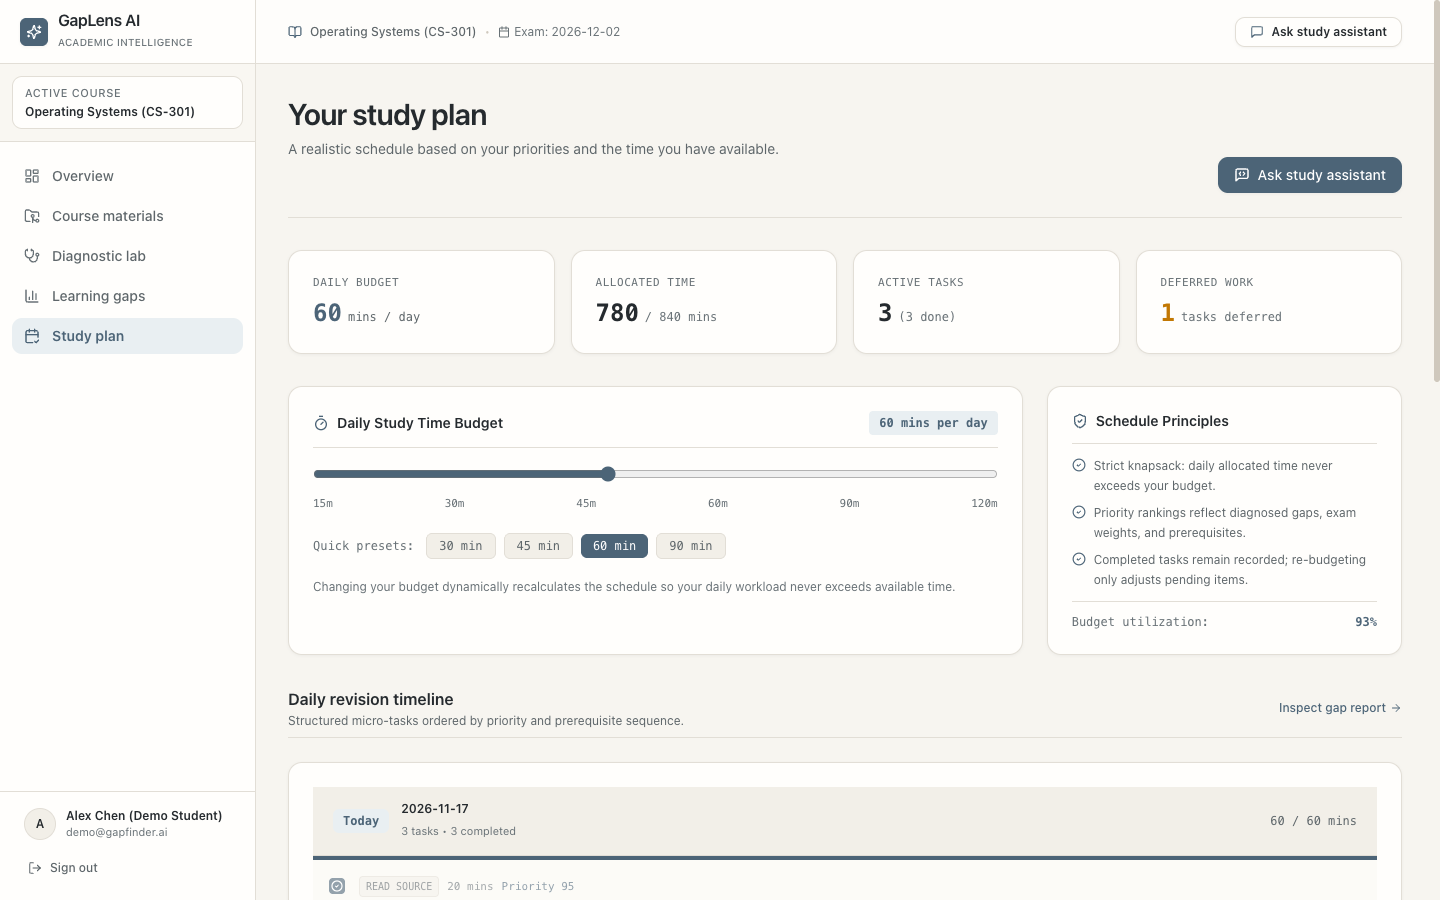 GapLens AI
ACADEMIC INTELLIGENCE
Operating Systems (CS-301) • Exam: 2026-12-02
Ask study assistant
ACTIVE COURSE
Operating Systems (CS-301)
Overview
Course materials
Diagnostic lab
Learning gaps
Study plan
Alex Chen (Demo Student)
demo@gapfinder.ai
A
Sign out
Your study plan
A realistic schedule based on your priorities and the time you have available.
Ask study assistant
DAILY BUDGET
60 mins / day
ALLOCATED TIME
780 / 840 mins
ACTIVE TASKS
3 (3 done)
DEFERRED WORK
1 tasks deferred
Daily Study Time Budget
60 mins per day
15m 30m 45m 60m 90m 120m
Quick presets: 30 min 45 min 60 min 90 min
Changing your budget dynamically recalculates the schedule so your daily workload never exceeds available time.
Schedule Principles
Strict knapsack: daily allocated time never
exceeds your budget.
Priority rankings reflect diagnosed gaps, exam
weights, and prerequisites.
Completed tasks remain recorded; re-budgeting
only adjusts pending items.
Budget utilization: 93%
Daily revision timeline
Structured micro-tasks ordered by priority and prerequisite sequence.
Inspect gap report →
Today
2026-11-17
3 tasks • 3 completed
60 / 60 mins
READ SOURCE 20 mins Priority 95